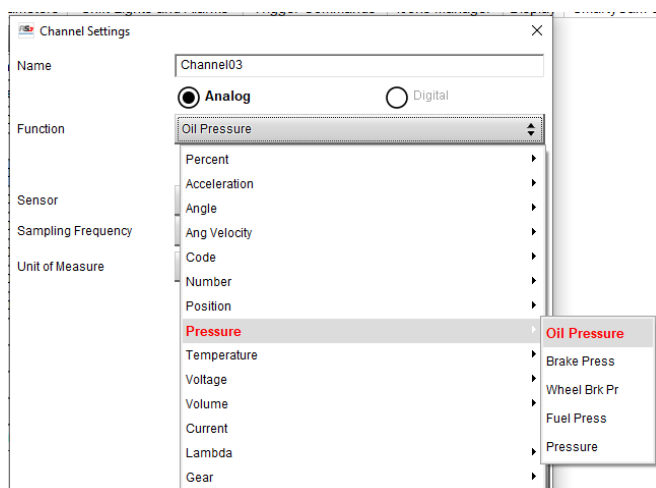 Channel Settings
Name
Channel03
Analog
Digital
Function
Oil Pressure
Percent
Acceleration
Sensor
Angle
Sampling Frequency
Ang Velocity
Unit of Measure
Code
Number
Position
Pressure
Oil Pressure
Temperature
Brake Press
Voltage
Wheel Brk Pr
Volume
Fuel Press
Current
Pressure
Lambda
Gear